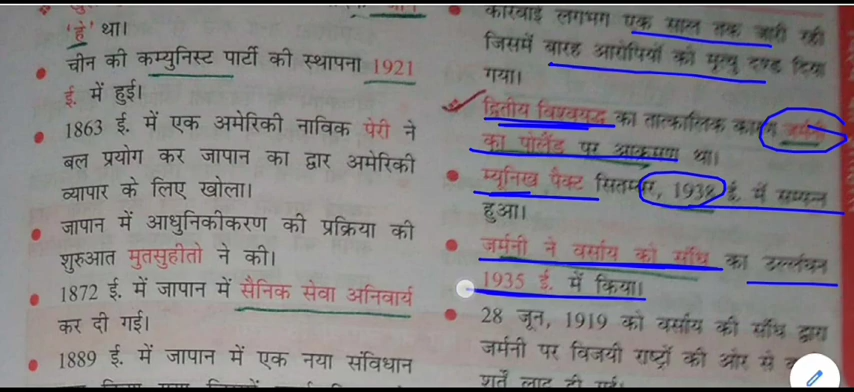 'हे' था।
चीन की कम्युनिस्ट पार्टी की स्थापना 1921
ई. में हुई।
1863 ई. में एक अमेरिकी नाविक पेरी ने
बल प्रयोग कर जापान का द्वार अमेरिकी
व्यापार के लिए खोला।
जापान में आधुनिकीकरण की प्रक्रिया की
शुरुआत मुतसुहीतो ने की।
1872 ई. में जापान में सैनिक सेवा अनिवार्य
कर दी गई।
1889 ई. में जापान में एक नया संविधान
कार्रवाई लगभग एक साल तक जारी रही
जिसमें बारह आरोपियों को मृत्यु दण्ड दिया
गया।
द्वितीय विश्वयुद्ध का तात्कालिक कारण जर्मनी
का पोलैंड पर आक्रमण था।
म्यूनिख पैक्ट सितम्बर, 1938 ई. में सम्पन्न
हुआ।
जर्मनी ने वर्साय की संधि का उल्लंघन
1935 ई. में किया।
28 जून, 1919 को वर्साय की संधि द्वारा
जर्मनी पर विजयी राष्ट्रों की ओर से
शर्तें लाद दी गईं।